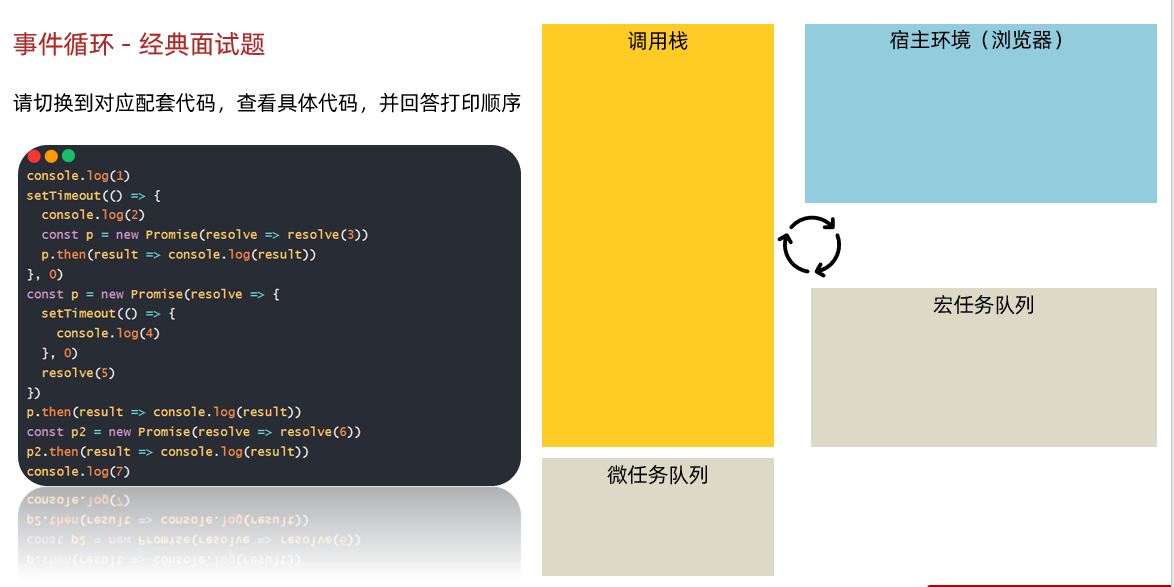 事件循环 - 经典面试题
请切换到对应配套代码，查看具体代码，并回答打印顺序
console.log(1)
setTimeout(() => {
  console.log(2)
  const p = new Promise(resolve => resolve(3))
  p.then(result => console.log(result))
}, 0)
const p = new Promise(resolve => {
  setTimeout(() => {
    console.log(4)
  }, 0)
  resolve(5)
})
p.then(result => console.log(result))
const p2 = new Promise(resolve => resolve(6))
p2.then(result => console.log(result))
console.log(7)
调用栈
宿主环境（浏览器）
宏任务队列
微任务队列